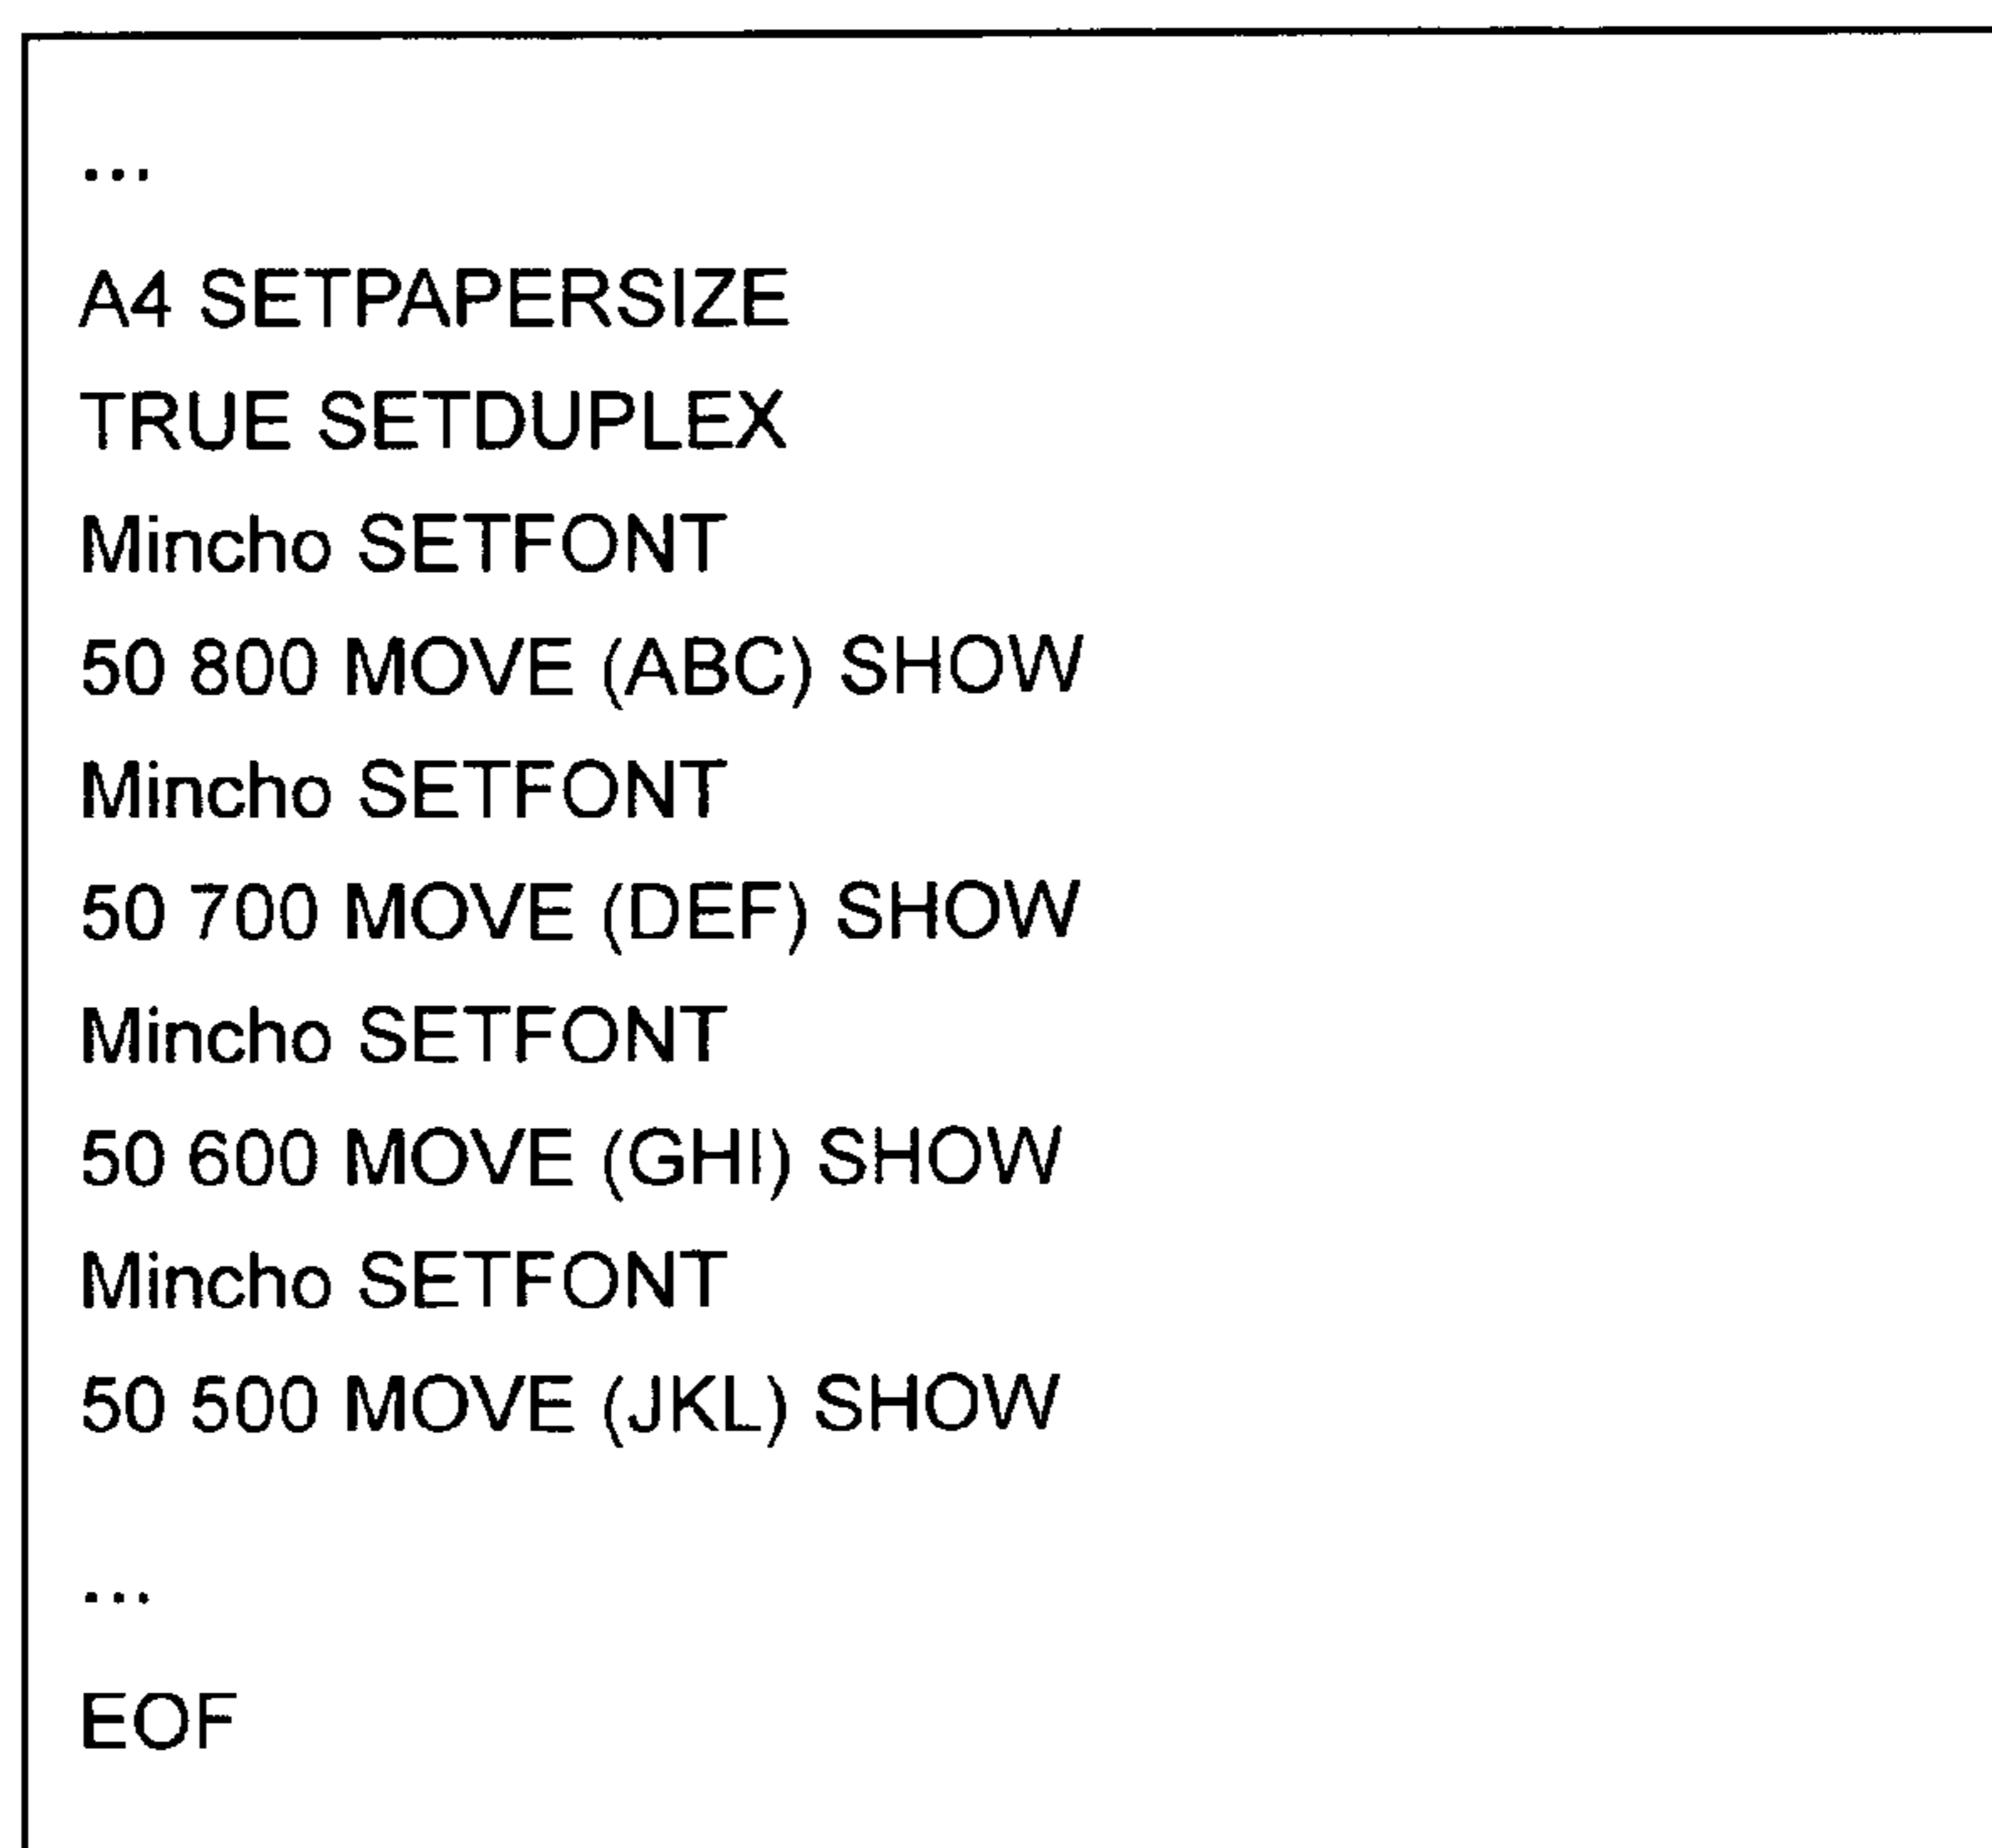 ...
A4 SETPAPERSIZE
TRUE SETDUPLEX
Mincho SETFONT
50 800 MOVE (ABC) SHOW
Mincho SETFONT
50 700 MOVE (DEF) SHOW
Mincho SETFONT
50 600 MOVE (GHI) SHOW
Mincho SETFONT
50 500 MOVE (JKL) SHOW
...
EOF